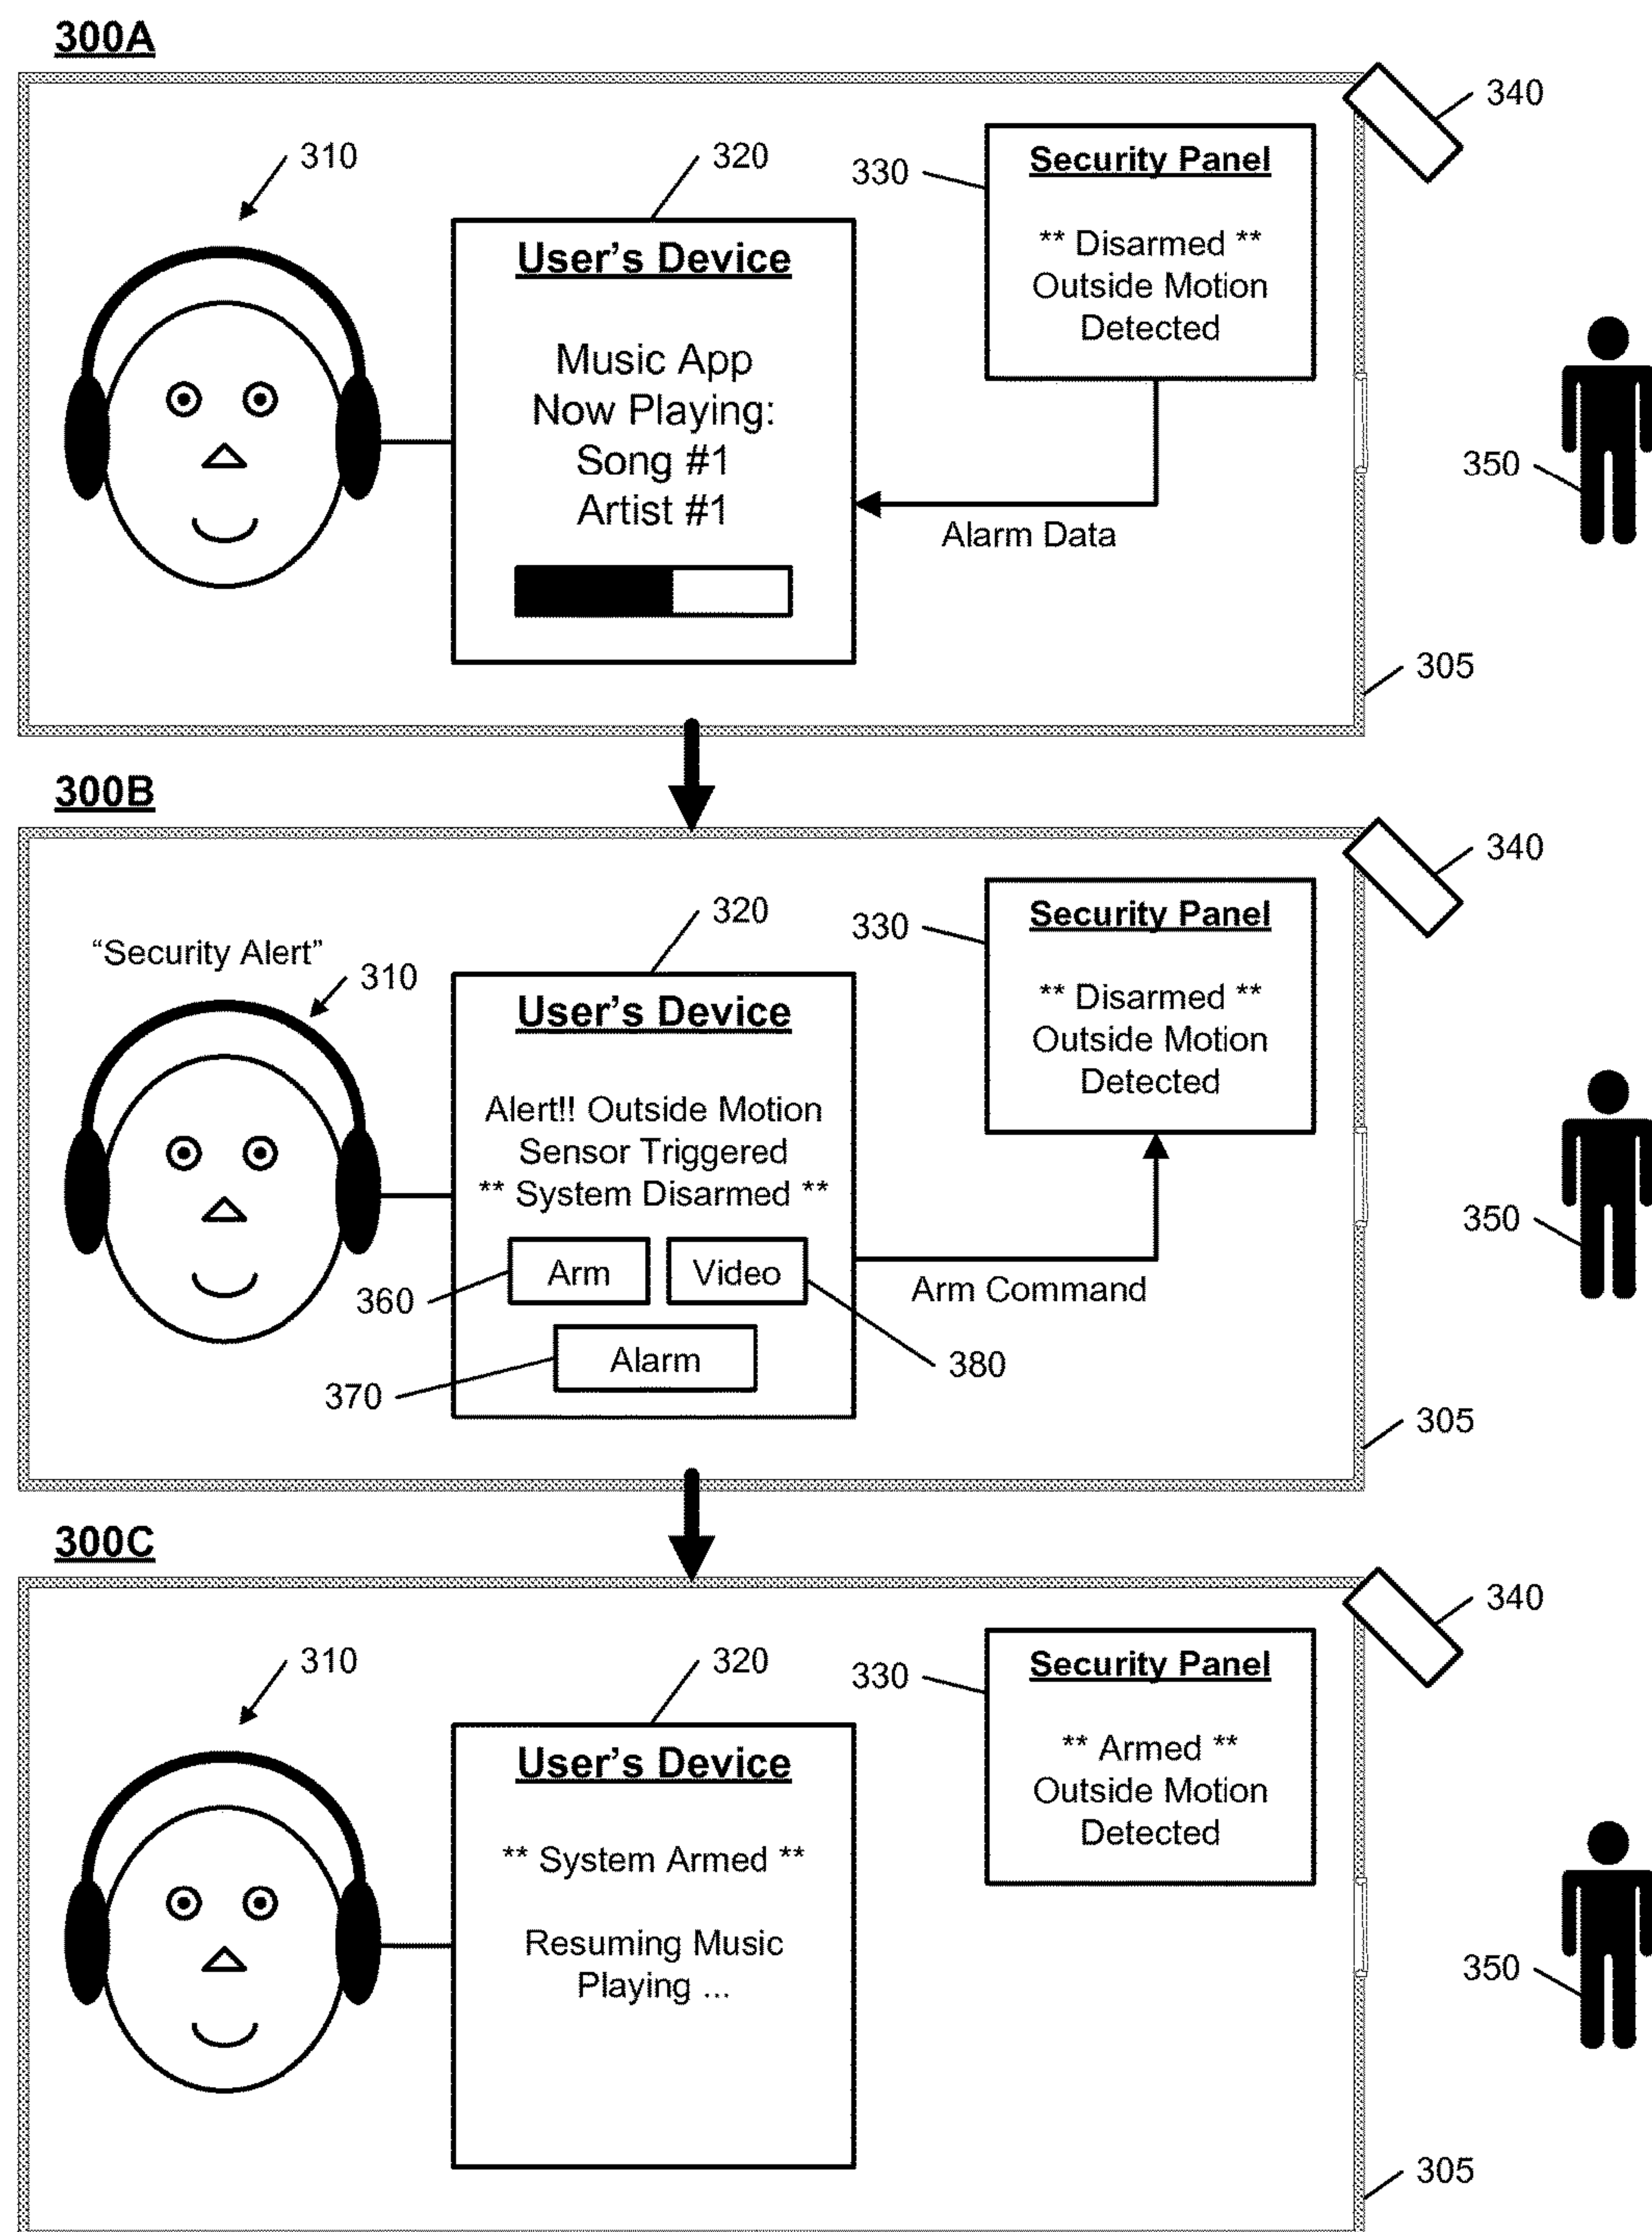 300A
340
310
320
330
Security Panel
** Disarmed **
Outside Motion
Detected
User's Device
Music App
Now Playing:
Song #1
Artist #1
350
Alarm Data
305
300B
340
320
330
Security Panel
“Security Alert”
310
** Disarmed **
Outside Motion
Detected
User's Device
Alert!! Outside Motion
Sensor Triggered
** System Disarmed **
350
Arm
Video
360
Arm Command
Alarm
380
370
305
300C
340
310
320
330
Security Panel
** Armed **
Outside Motion
Detected
User's Device
** System Armed **
Resuming Music
Playing ...
350
305